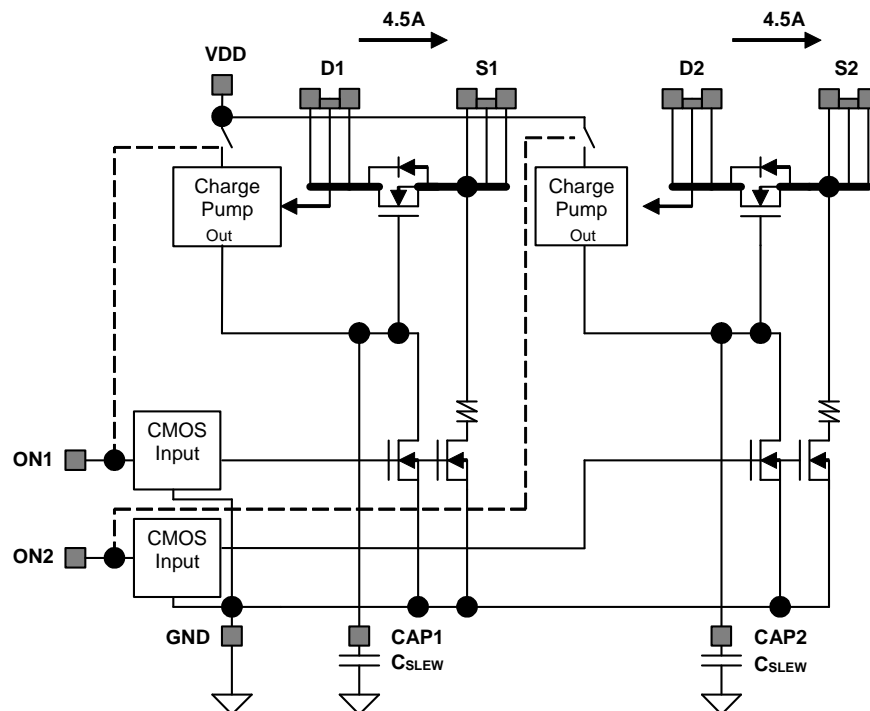 4.5A
4.5A
VDD
D1
S1
D2
S2
Charge
Pump
Out
Charge
Pump
Out
ON1
CMOS
Input
ON2
CMOS
Input
GND
CAP1
CSLEW
CAP2
CSLEW